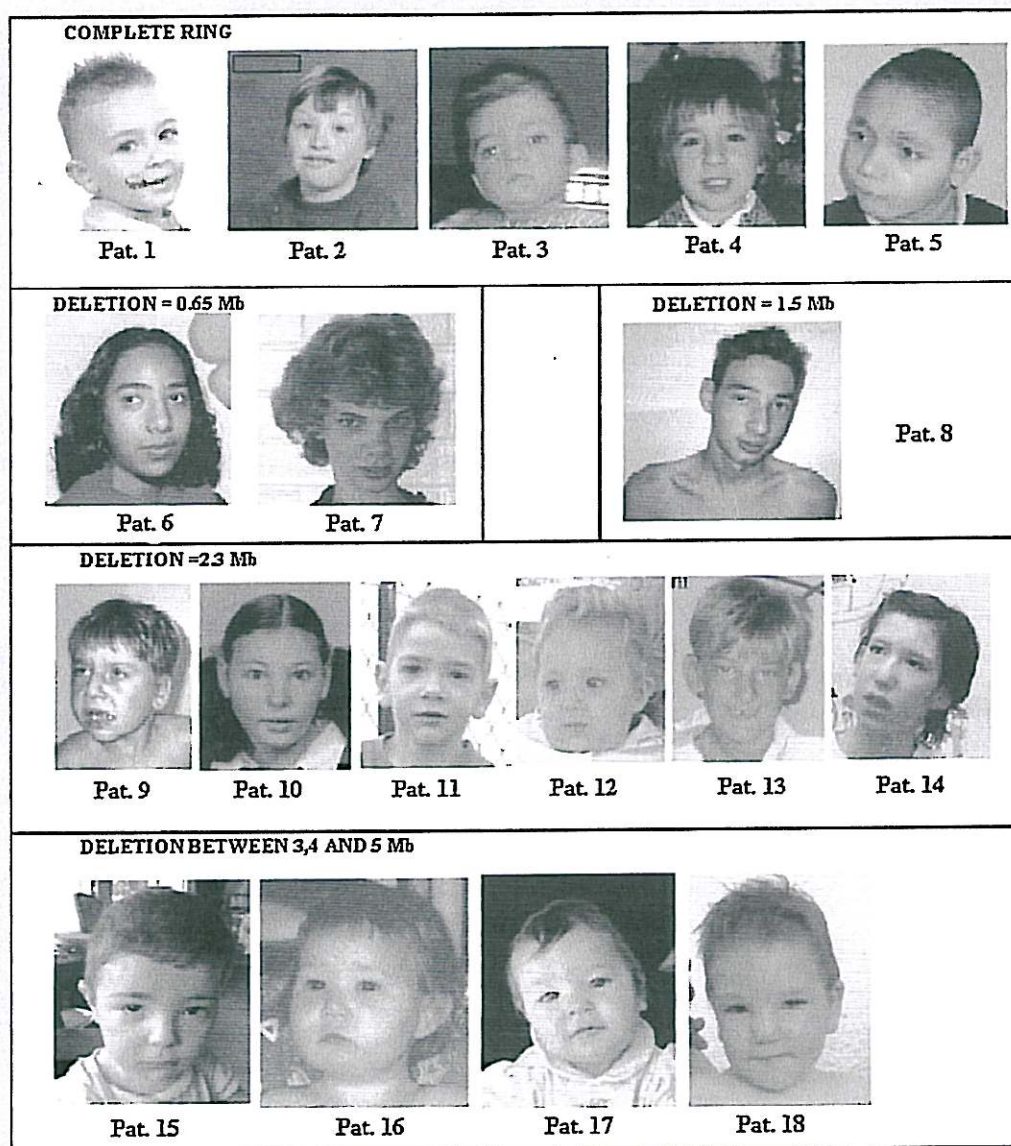 COMPLETE RING
Pat. 1 Pat. 2 Pat. 3 Pat. 4 Pat. 5
DELETION = 0.65 Mb
Pat. 6 Pat. 7
DELETION = 1.5 Mb
Pat. 8
DELETION =2.3 Mb
Pat. 9 Pat. 10 Pat. 11 Pat. 12 Pat. 13 Pat. 14
DELETION BETWEEN 3,4 AND 5 Mb
Pat. 15 Pat. 16 Pat. 17 Pat. 18